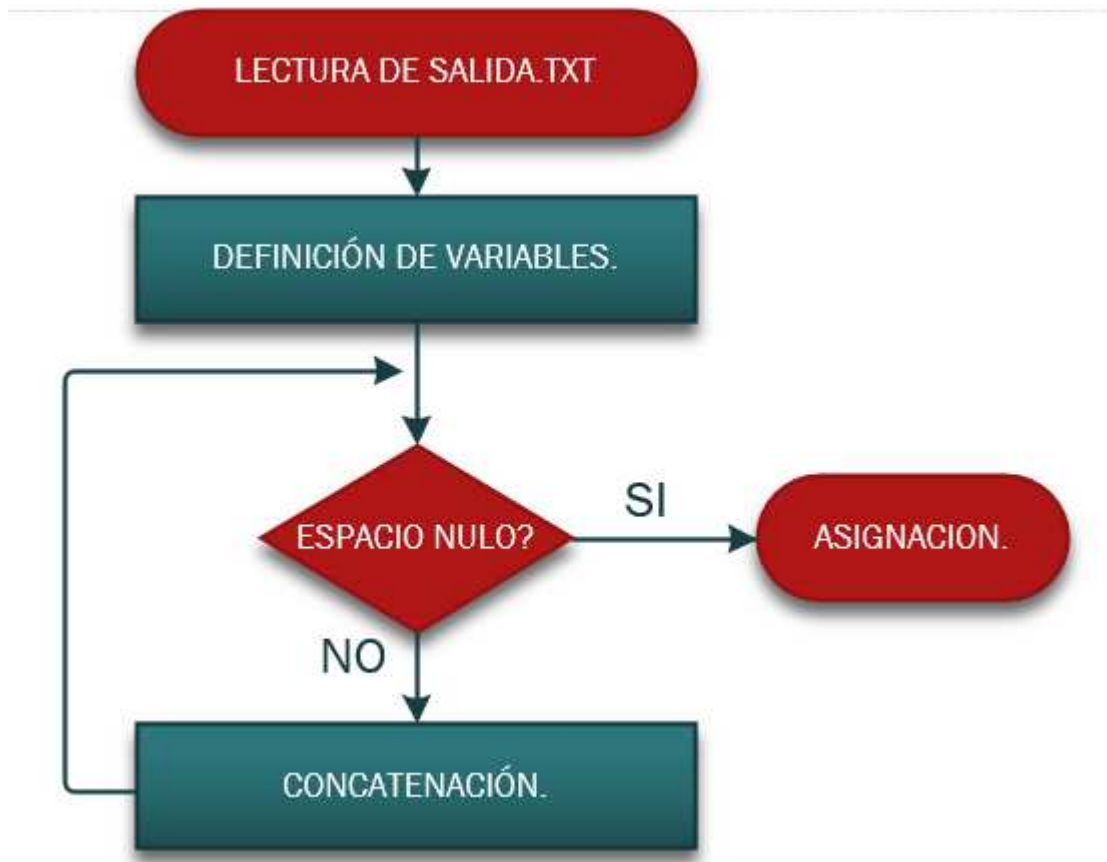 LECTURA DE SALIDA.TXT
DEFINICIÓN DE VARIABLES.
ESPACIO NULO?
SI
ASIGNACION.
NO
CONCATENACIÓN.